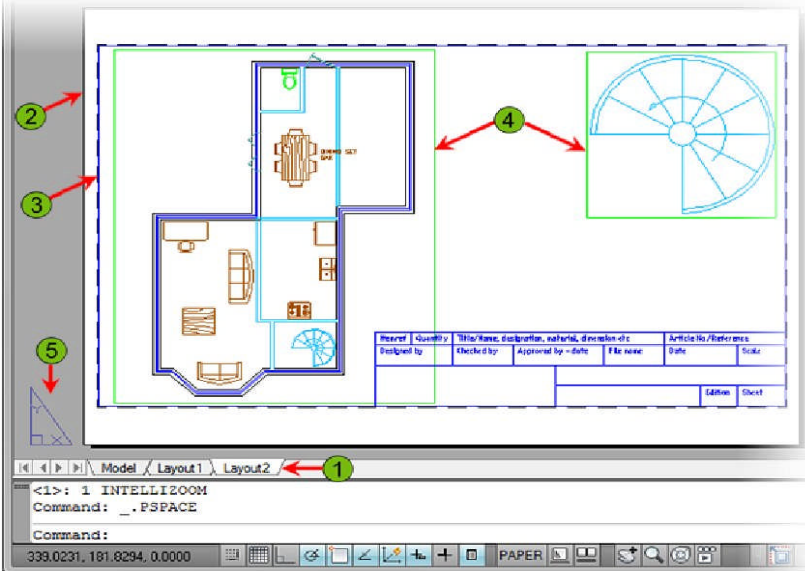 2
3
4
5
1
DINING SET
Itemref Quantity Title/Name, designation, material, dimension etc Article No/Reference
Designed by Checked by Approved by - date File name Date Scale
Edition Sheet
Y
X
Model Layout1 Layout2
<1>: 1 INTELLIZOOM
Command: _.PSPACE
Command:
339.0231, 181.8294, 0.0000 PAPER